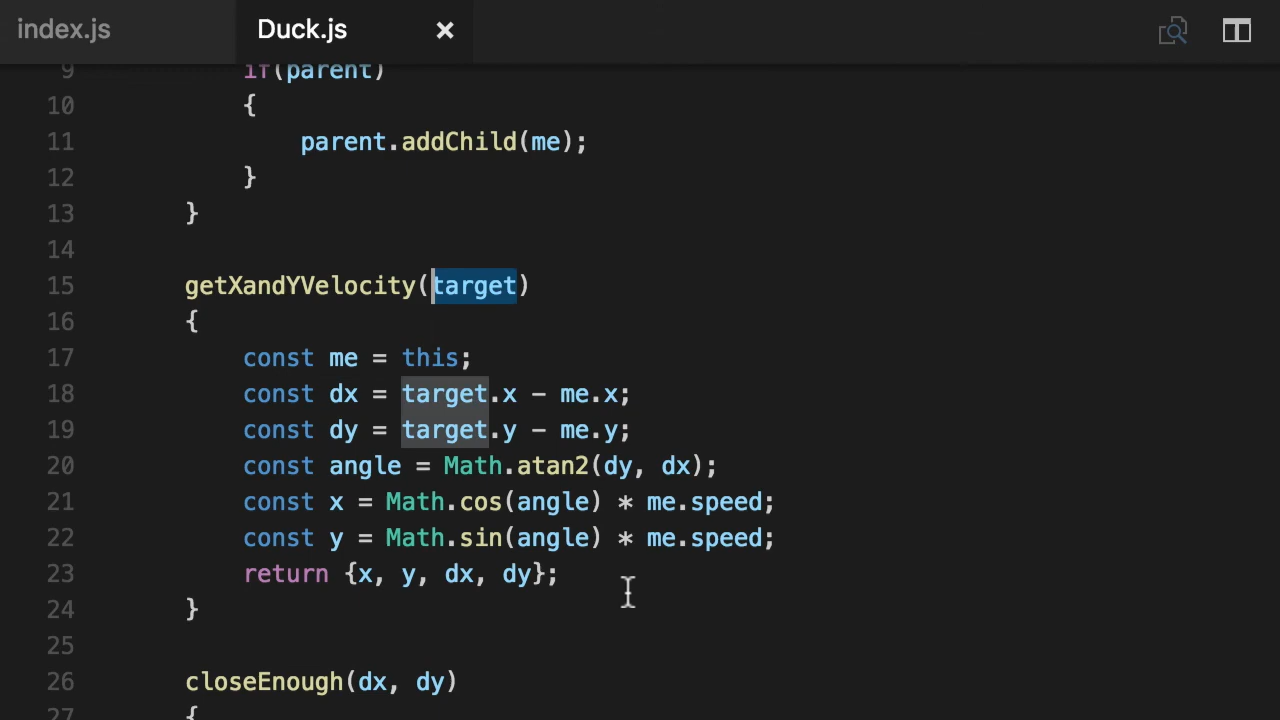 index.js
Duck.js
9 if(parent)
10 {
11 parent.addChild(me);
12 }
13 }
14
15 getXandYVelocity(target)
16 {
17 const me = this;
18 const dx = target.x - me.x;
19 const dy = target.y - me.y;
20 const angle = Math.atan2(dy, dx);
21 const x = Math.cos(angle) * me.speed;
22 const y = Math.sin(angle) * me.speed;
23 return {x, y, dx, dy};
24 }
25
26 closeEnough(dx, dy)
27 {